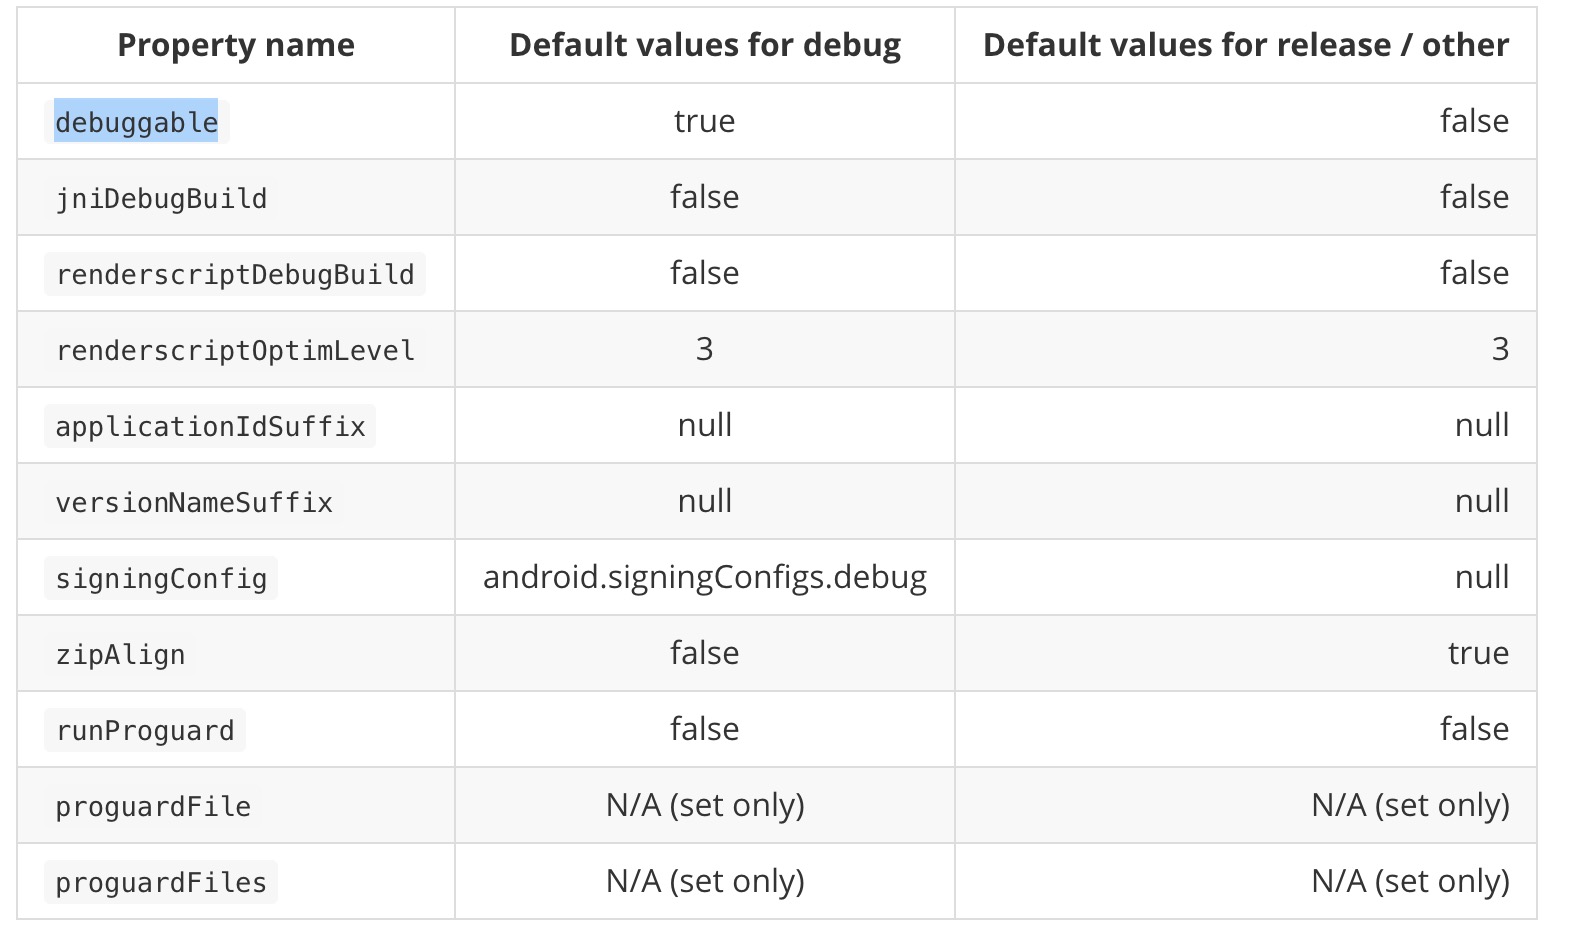 Property name Default values for debug Default values for release / other
debuggable true false
jniDebugBuild false false
renderscriptDebugBuild false false
renderscriptOptimLevel 3 3
applicationIdSuffix null null
versionNameSuffix null null
signingConfig android.signingConfigs.debug null
zipAlign false true
runProguard false false
proguardFile N/A (set only) N/A (set only)
proguardFiles N/A (set only) N/A (set only)